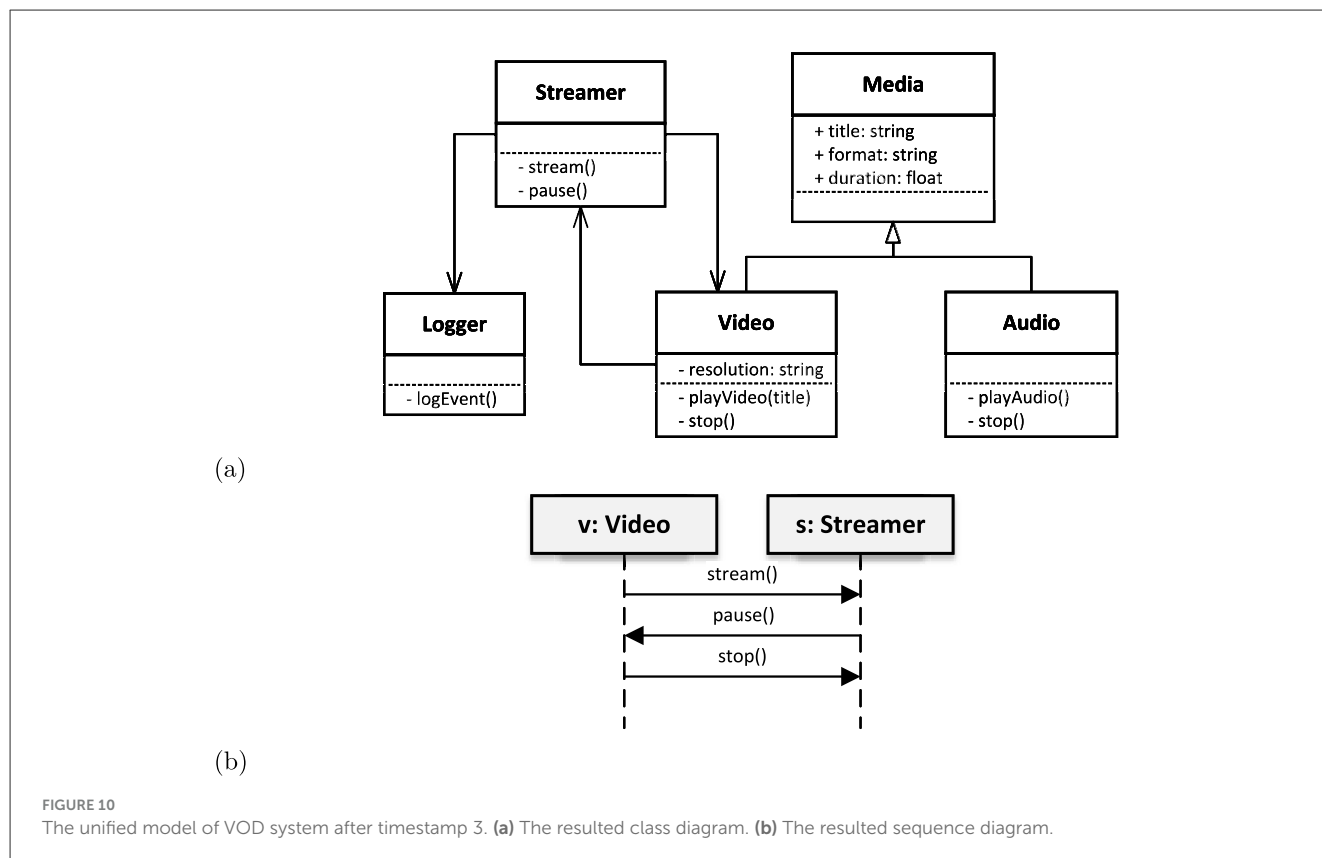 Streamer
- stream()
- pause()
Media
+ title: string
+ format: string
+ duration: float
Logger
- logEvent()
Video
- resolution: string
- playVideo(title)
- stop()
Audio
- playAudio()
- stop()
(a)
v: Video
s: Streamer
stream()
pause()
stop()
(b)
FIGURE 10
The unified model of VOD system after timestamp 3. (a) The resulted class diagram. (b) The resulted sequence diagram.